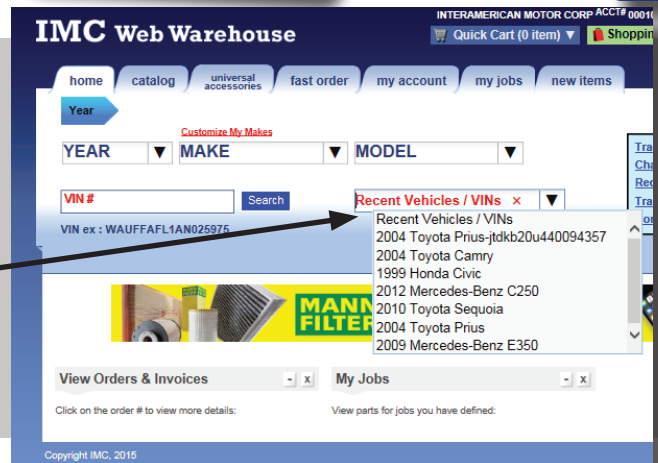 INTERAMERICAN MOTOR CORP ACCT# 00010
IMC Web Warehouse
Quick Cart (0 item) ▼
home
catalog
universal
accessories
fast order
my account
my jobs
new items
Year
Customize My Makes
YEAR ▼ MAKE ▼ MODEL ▼
VIN #
Search
Recent Vehicles / VINs × ▼
VIN ex : WAUFFAFL1AN025975
Recent Vehicles / VINs
2004 Toyota Prius-jtdkb20u440094357
2004 Toyota Camry
1999 Honda Civic
2012 Mercedes-Benz C250
2010 Toyota Sequoia
2004 Toyota Prius
2009 Mercedes-Benz E350
View Orders & Invoices - x
My Jobs - x
Click on the order # to view more details:
View parts for jobs you have defined:
Copyright IMC, 2015